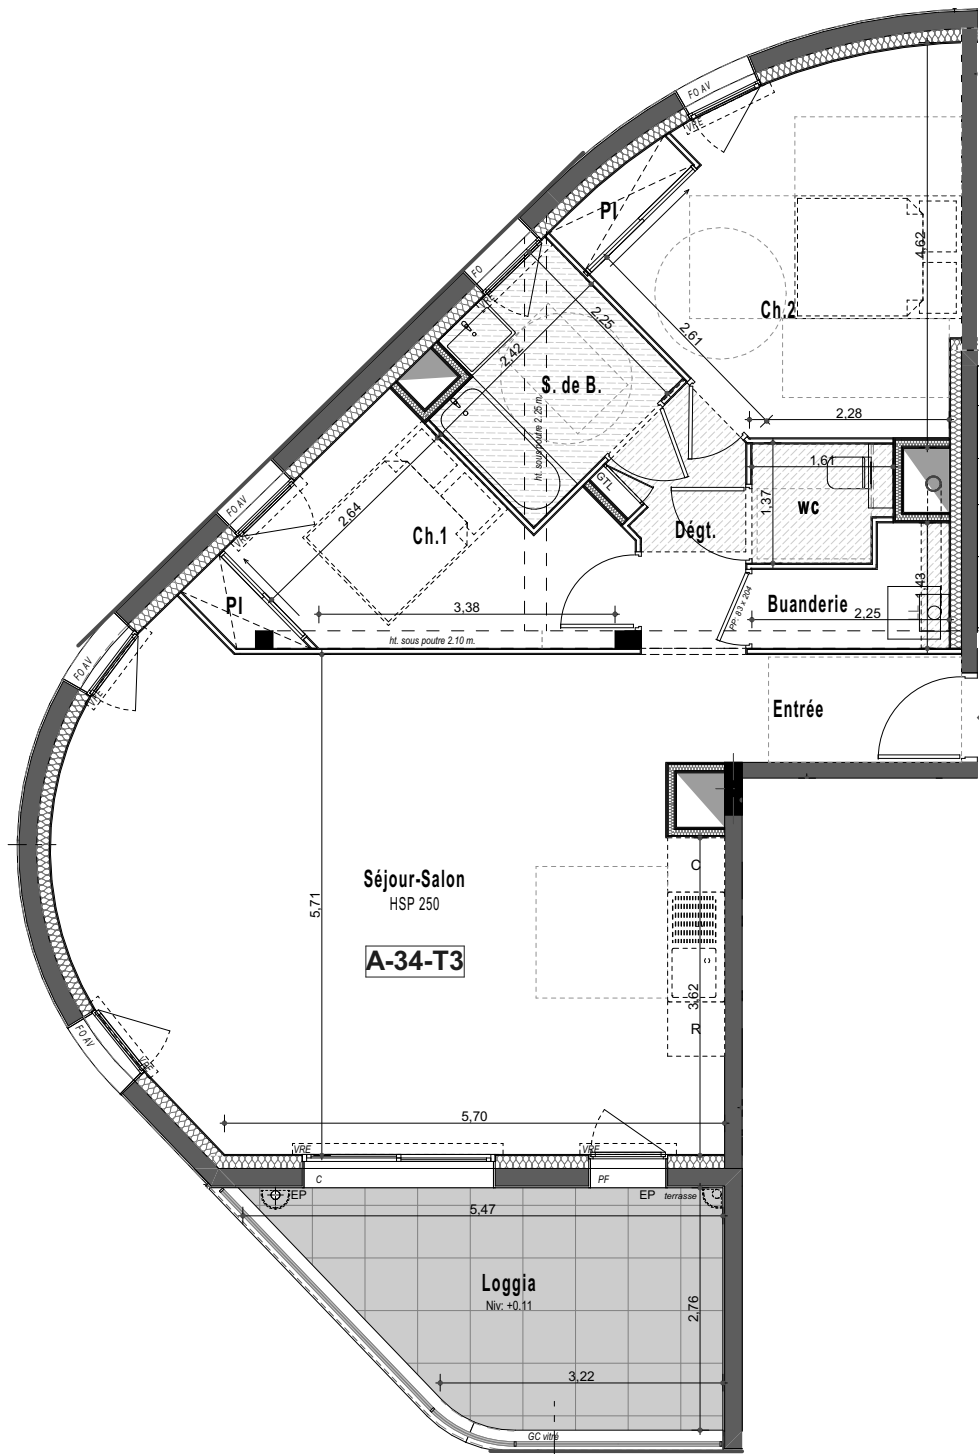 FO AV
VRE
Pl
FO
4,62
Ch.2
2,25
2,61
2,42
S. de B.
ht. sous poutre 2.25 m.
2,28
1,61
FO AV
VRE
2,64
GTL
1,37
wc
Ch.1
Dégt.
Pl
3,38
PP. 83 x 204
Buanderie
1,43
2,25
ht. sous poutre 2.10 m.
FO AV
VRE
Entrée
C
Séjour-Salon
HSP 250
5,71
A-34-T3
C
3,62
R
FO AV
VRE
5,70
VRE
VRE
C
PF
EP
EP terrasse
5,47
Loggia
Niv: +0.11
2,76
3,22
GC vitré